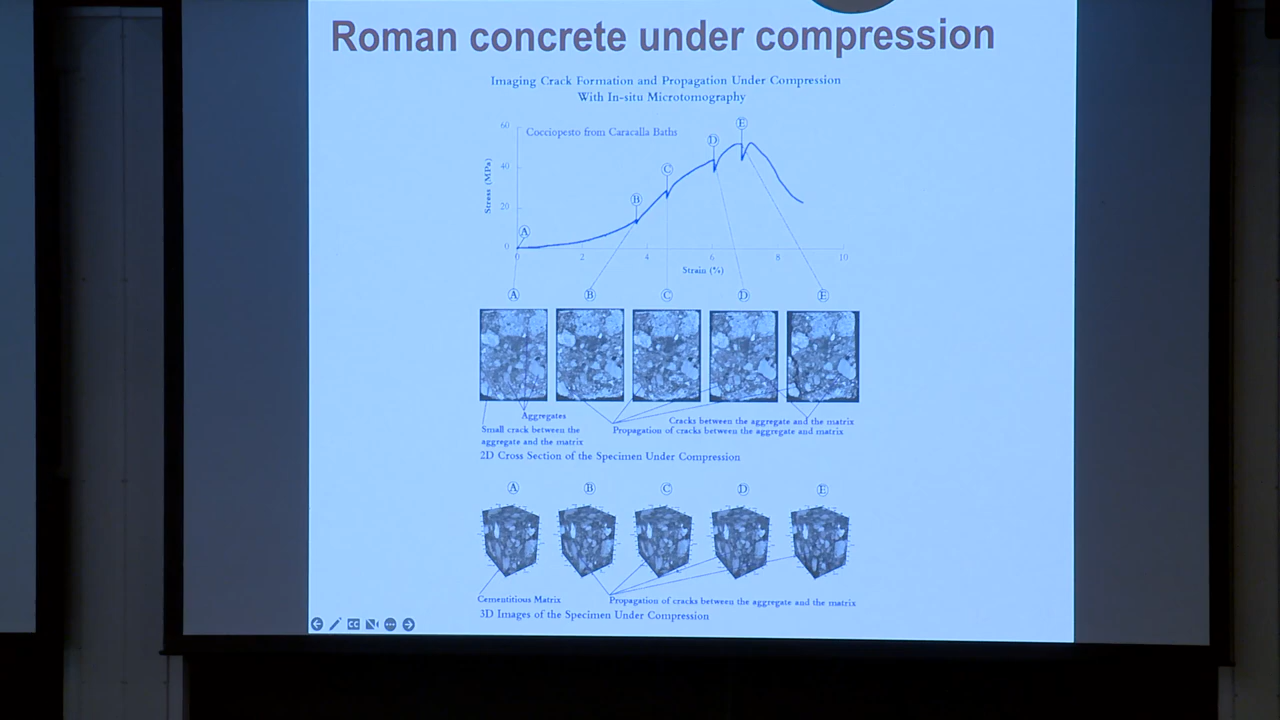 Roman concrete under compression
Imaging Crack Formation and Propagation Under Compression
With In-situ Microtomography
60
Cocciopesto from Caracalla Baths
E
D
C
B
A
40
20
0
Stress (MPa)
0 2 4 6 8 10
Strain (%)
A B C D E
Aggregates
Small crack between the
aggregate and the matrix
Cracks between the aggregate and the matrix
Propagation of cracks between the aggregate and matrix
2D Cross Section of the Specimen Under Compression
A B C D E
Cementitious Matrix
Propagation of cracks between the aggregate and the matrix
3D Images of the Specimen Under Compression
CC